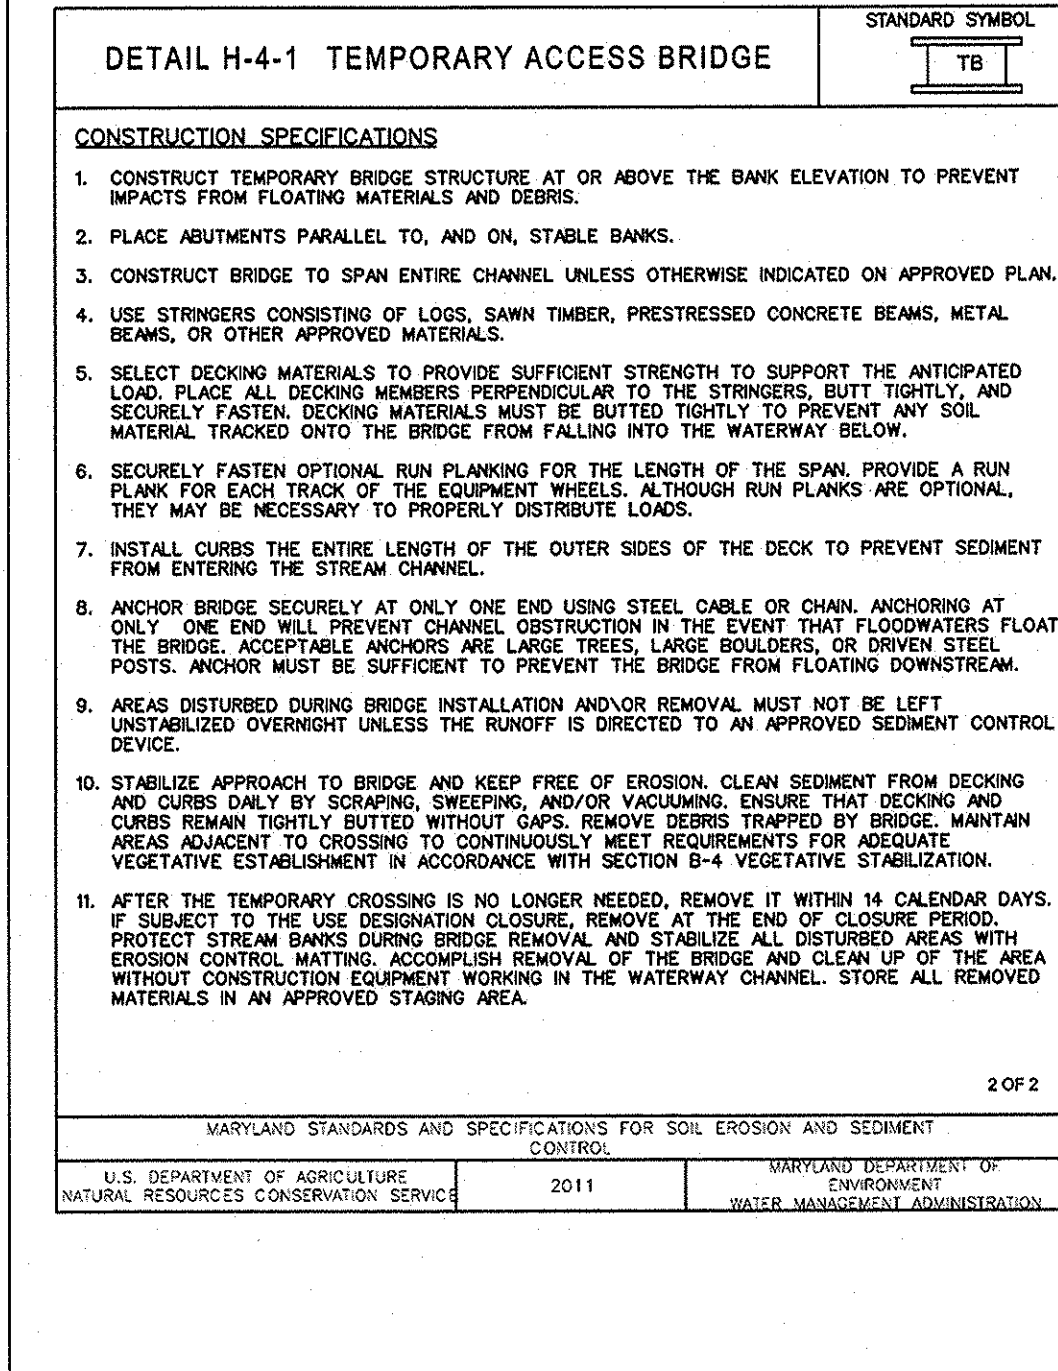 STANDARD SYMBOL
DETAIL H-4-1 TEMPORARY ACCESS BRIDGE
TB
CONSTRUCTION SPECIFICATIONS
1. CONSTRUCT TEMPORARY BRIDGE STRUCTURE AT OR ABOVE THE BANK ELEVATION TO PREVENT
IMPACTS FROM FLOATING MATERIALS AND DEBRIS.
2. PLACE ABUTMENTS PARALLEL TO, AND ON, STABLE BANKS.
3. CONSTRUCT BRIDGE TO SPAN ENTIRE CHANNEL UNLESS OTHERWISE INDICATED ON APPROVED PLAN.
4. USE STRINGERS CONSISTING OF LOGS, SAWN TIMBER, PRESTRESSED CONCRETE BEAMS, METAL
BEAMS, OR OTHER APPROVED MATERIALS.
5. SELECT DECKING MATERIALS TO PROVIDE SUFFICIENT STRENGTH TO SUPPORT THE ANTICIPATED
LOAD. PLACE ALL DECKING MEMBERS PERPENDICULAR TO THE STRINGERS, BUTT TIGHTLY, AND
SECURELY FASTEN. DECKING MATERIALS MUST BE BUTTED TIGHTLY TO PREVENT ANY SOIL
MATERIAL TRACKED ONTO THE BRIDGE FROM FALLING INTO THE WATERWAY BELOW.
6. SECURELY FASTEN OPTIONAL RUN PLANKING FOR THE LENGTH OF THE SPAN. PROVIDE A RUN
PLANK FOR EACH TRACK OF THE EQUIPMENT WHEELS. ALTHOUGH RUN PLANKS ARE OPTIONAL,
THEY MAY BE NECESSARY TO PROPERLY DISTRIBUTE LOADS.
7. INSTALL CURBS THE ENTIRE LENGTH OF THE OUTER SIDES OF THE DECK TO PREVENT SEDIMENT
FROM ENTERING THE STREAM CHANNEL.
8. ANCHOR BRIDGE SECURELY AT ONLY ONE END USING STEEL CABLE OR CHAIN. ANCHORING AT
ONLY ONE END WILL PREVENT CHANNEL OBSTRUCTION IN THE EVENT THAT FLOODWATERS FLOAT
THE BRIDGE. ACCEPTABLE ANCHORS ARE LARGE TREES, LARGE BOULDERS, OR DRIVEN STEEL
POSTS. ANCHOR MUST BE SUFFICIENT TO PREVENT THE BRIDGE FROM FLOATING DOWNSTREAM.
9. AREAS DISTURBED DURING BRIDGE INSTALLATION AND\OR REMOVAL MUST NOT BE LEFT
UNSTABILIZED OVERNIGHT UNLESS THE RUNOFF IS DIRECTED TO AN APPROVED SEDIMENT CONTROL
DEVICE.
10. STABILIZE APPROACH TO BRIDGE AND KEEP FREE OF EROSION. CLEAN SEDIMENT FROM DECKING
AND CURBS DAILY BY SCRAPING, SWEEPING, AND/OR VACUUMING. ENSURE THAT DECKING AND
CURBS REMAIN TIGHTLY BUTTED WITHOUT GAPS. REMOVE DEBRIS TRAPPED BY BRIDGE. MAINTAIN
AREAS ADJACENT TO CROSSING TO CONTINUOUSLY MEET REQUIREMENTS FOR ADEQUATE
VEGETATIVE ESTABLISHMENT IN ACCORDANCE WITH SECTION B-4 VEGETATIVE STABILIZATION.
11. AFTER THE TEMPORARY CROSSING IS NO LONGER NEEDED, REMOVE IT WITHIN 14 CALENDAR DAYS.
IF SUBJECT TO THE USE DESIGNATION CLOSURE, REMOVE AT THE END OF CLOSURE PERIOD.
PROTECT STREAM BANKS DURING BRIDGE REMOVAL AND STABILIZE ALL DISTURBED AREAS WITH
EROSION CONTROL MATTING. ACCOMPLISH REMOVAL OF THE BRIDGE AND CLEAN UP OF THE AREA
WITHOUT CONSTRUCTION EQUIPMENT WORKING IN THE WATERWAY CHANNEL. STORE ALL REMOVED
MATERIALS IN AN APPROVED STAGING AREA.
2 OF 2
MARYLAND STANDARDS AND SPECIFICATIONS FOR SOIL EROSION AND SEDIMENT
CONTROL
U.S. DEPARTMENT OF AGRICULTURE
NATURAL RESOURCES CONSERVATION SERVICE
2011
MARYLAND DEPARTMENT OF
ENVIRONMENT
WATER MANAGEMENT ADMINISTRATION